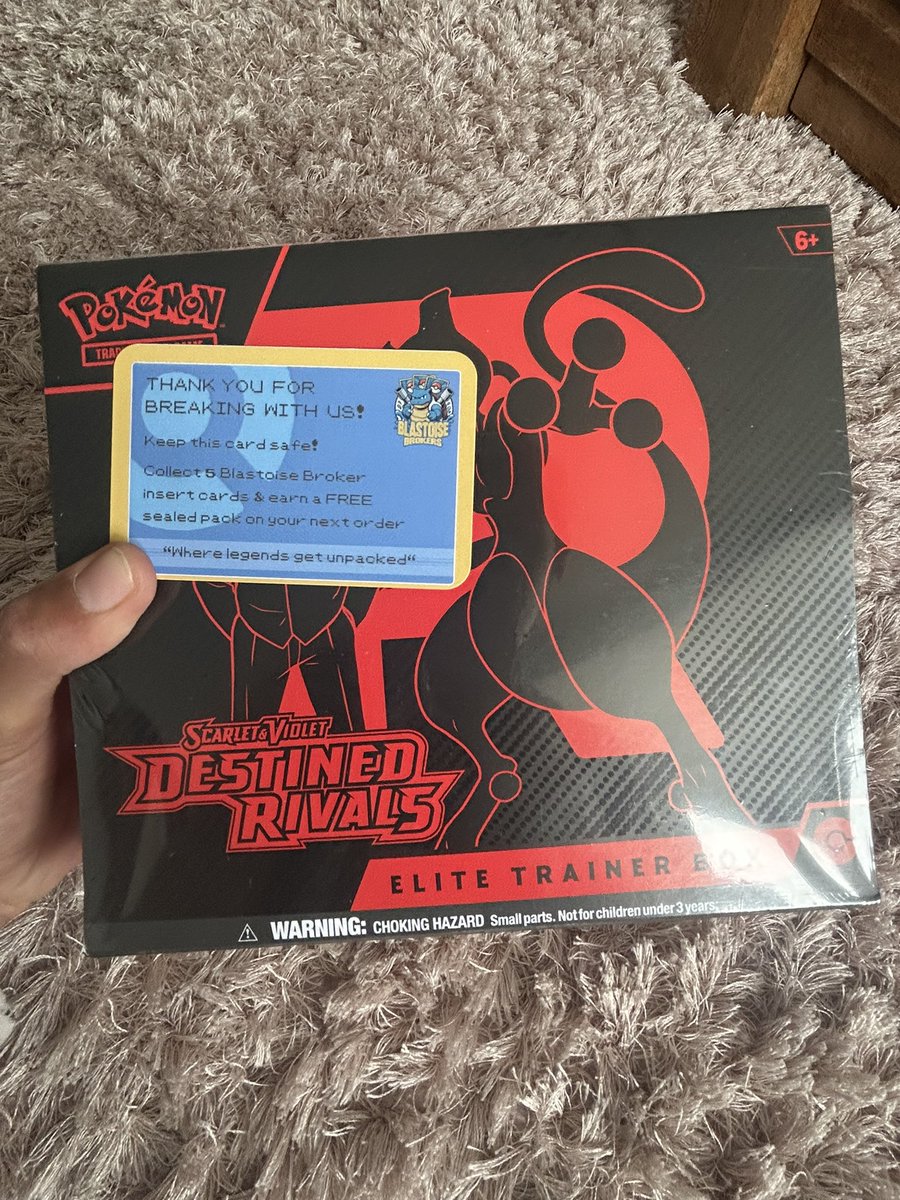 6+
POKéMON
THANK YOU FOR
BREAKING WITH US!
Keep this card safe!
Collect 5 Blastoise Broker
insert cards & earn a FREE
sealed pack on your next order
"Where legends get unpacked"
BLASTOISE
BROKERS
SCARLET & VIOLET
DESTINED
RIVALS
ELITE TRAINER BOX
WARNING: CHOKING HAZARD Small parts. Not for children under 3 years.